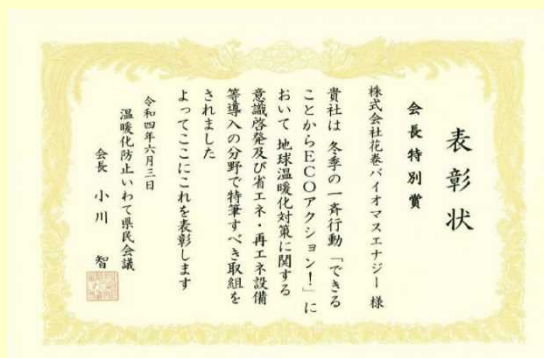 表彰状
会長特別賞
株式会社花巻バイオマスエナジー 様
貴社は 冬季の一斉行動「できる
ことからECOアクション!」に
おいて 地球温暖化対策に関する
意識啓発及び省エネ・再エネ設備
等導入の分野で特筆すべき取組を
されました
よってここにこれを表彰します
令和四年六月三日
温暖化防止いわて県民会議
会長 小川 智